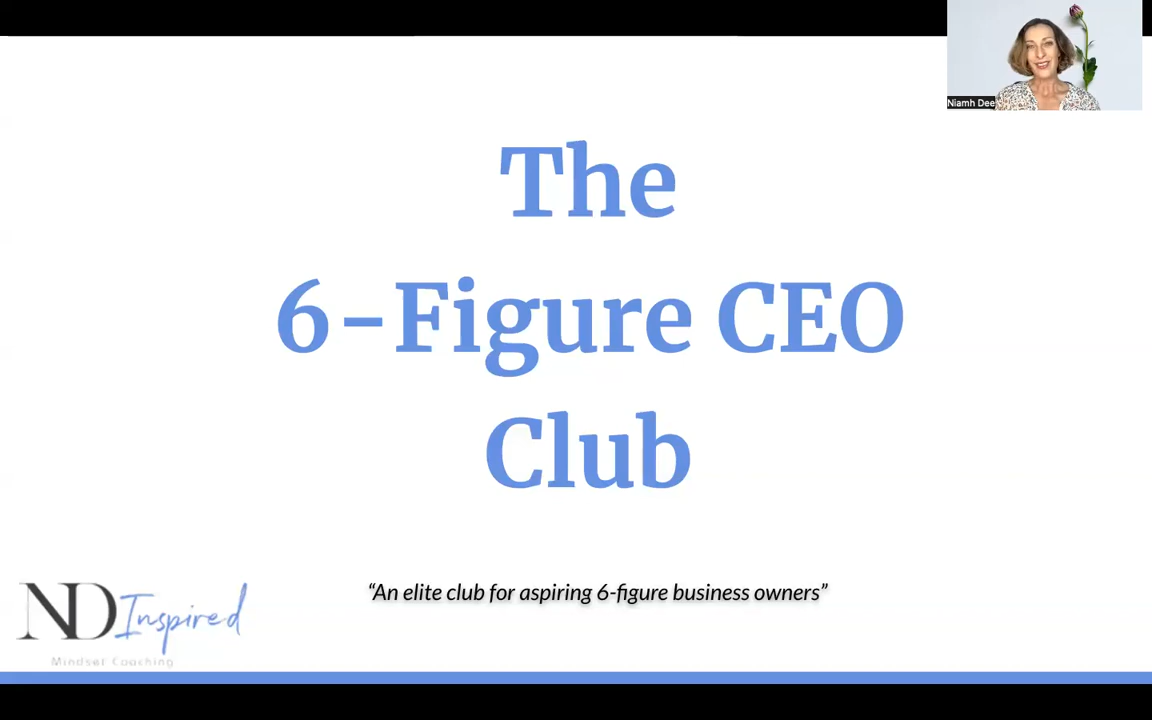 Niamh Dee
The
6-Figure CEO
Club
“An elite club for aspiring 6-figure business owners”
ND Inspired
Mindset Coaching